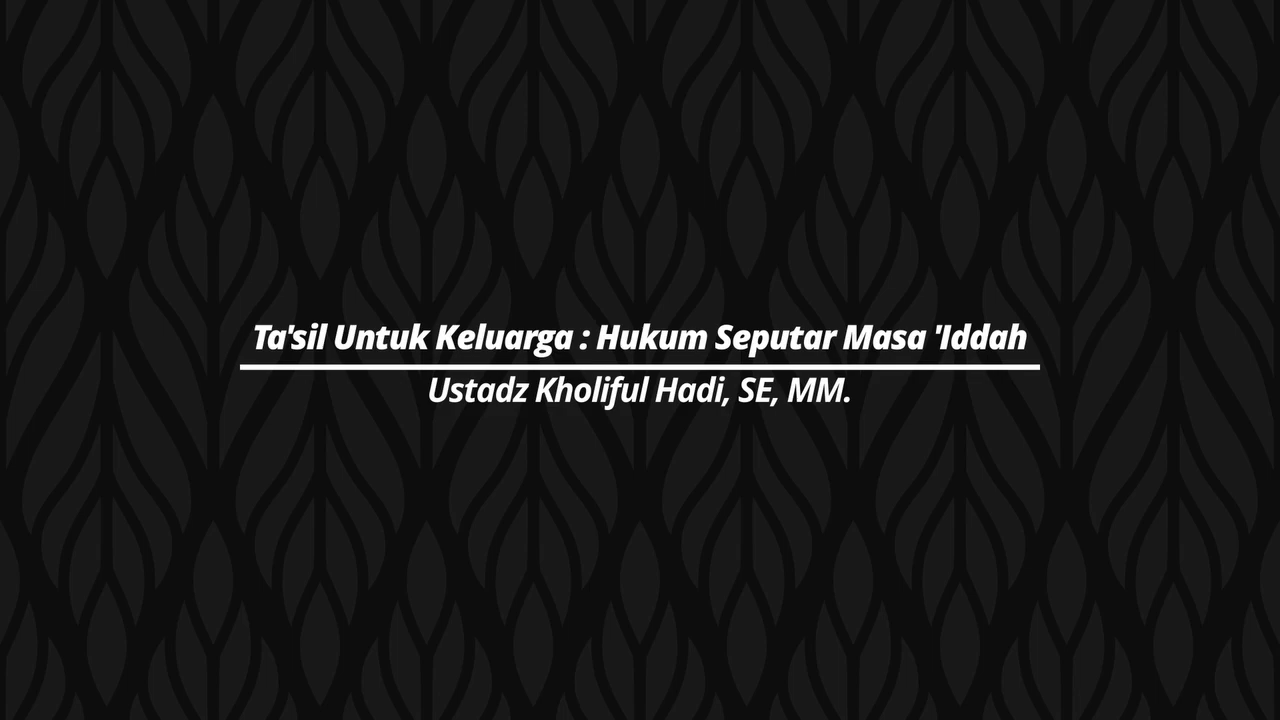 Ta'sil Untuk Keluarga : Hukum Seputar Masa 'Iddah
Ustadz Kholiful Hadi, SE, MM.